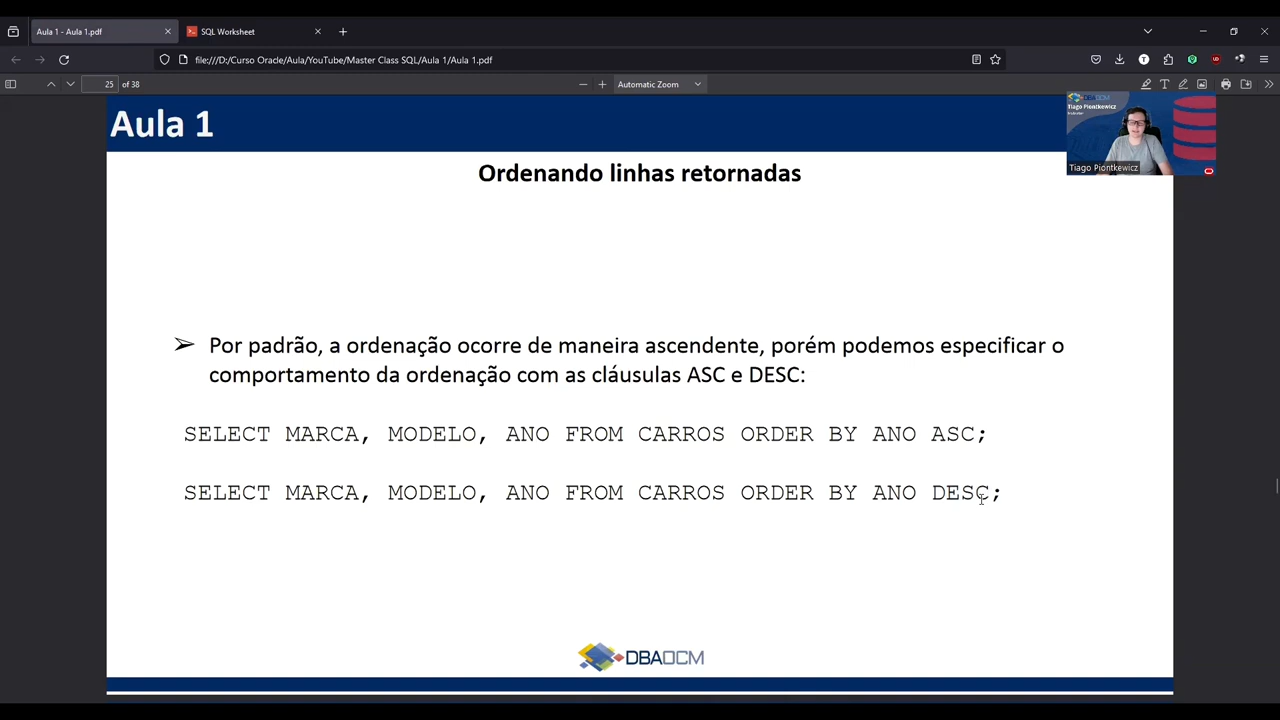 Aula 1 - Aula 1.pdf
SQL Worksheet
file:///D:/Curso Oracle/Aula/YouTube/Master Class SQL/Aula 1/Aula 1.pdf
25 of 38
Automatic Zoom
Aula 1
Tiago Piontkewicz
Tiago Piontkewicz
Ordenando linhas retornadas
➢ Por padrão, a ordenação ocorre de maneira ascendente, porém podemos especificar o
comportamento da ordenação com as cláusulas ASC e DESC:
SELECT MARCA, MODELO, ANO FROM CARROS ORDER BY ANO ASC;
SELECT MARCA, MODELO, ANO FROM CARROS ORDER BY ANO DESC;
DBAOCM